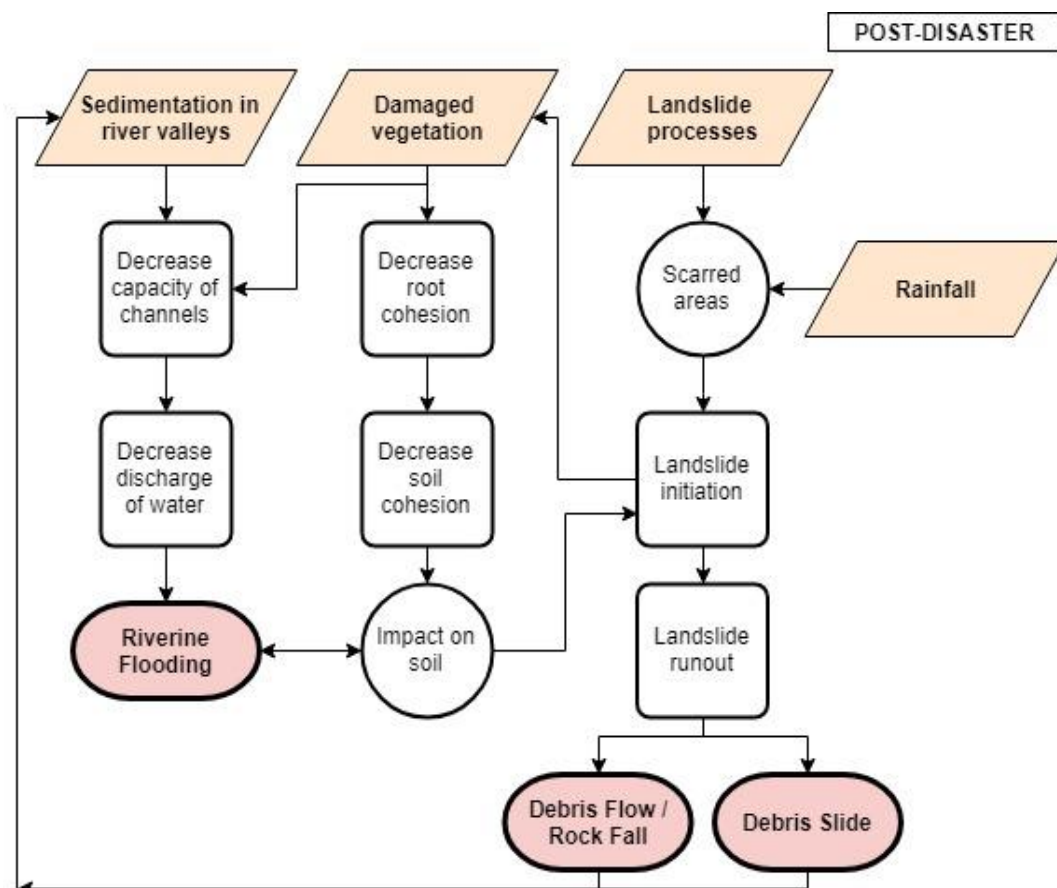 POST-DISASTER
Sedimentation in
river valleys
Damaged
vegetation
Landslide
processes
Decrease
capacity of
channels
Decrease
root
cohesion
Scarred
areas
Rainfall
Decrease
discharge
of water
Decrease
soil
cohesion
Landslide
initiation
Riverine
Flooding
Impact on
soil
Landslide
runout
Debris Flow /
Rock Fall
Debris Slide